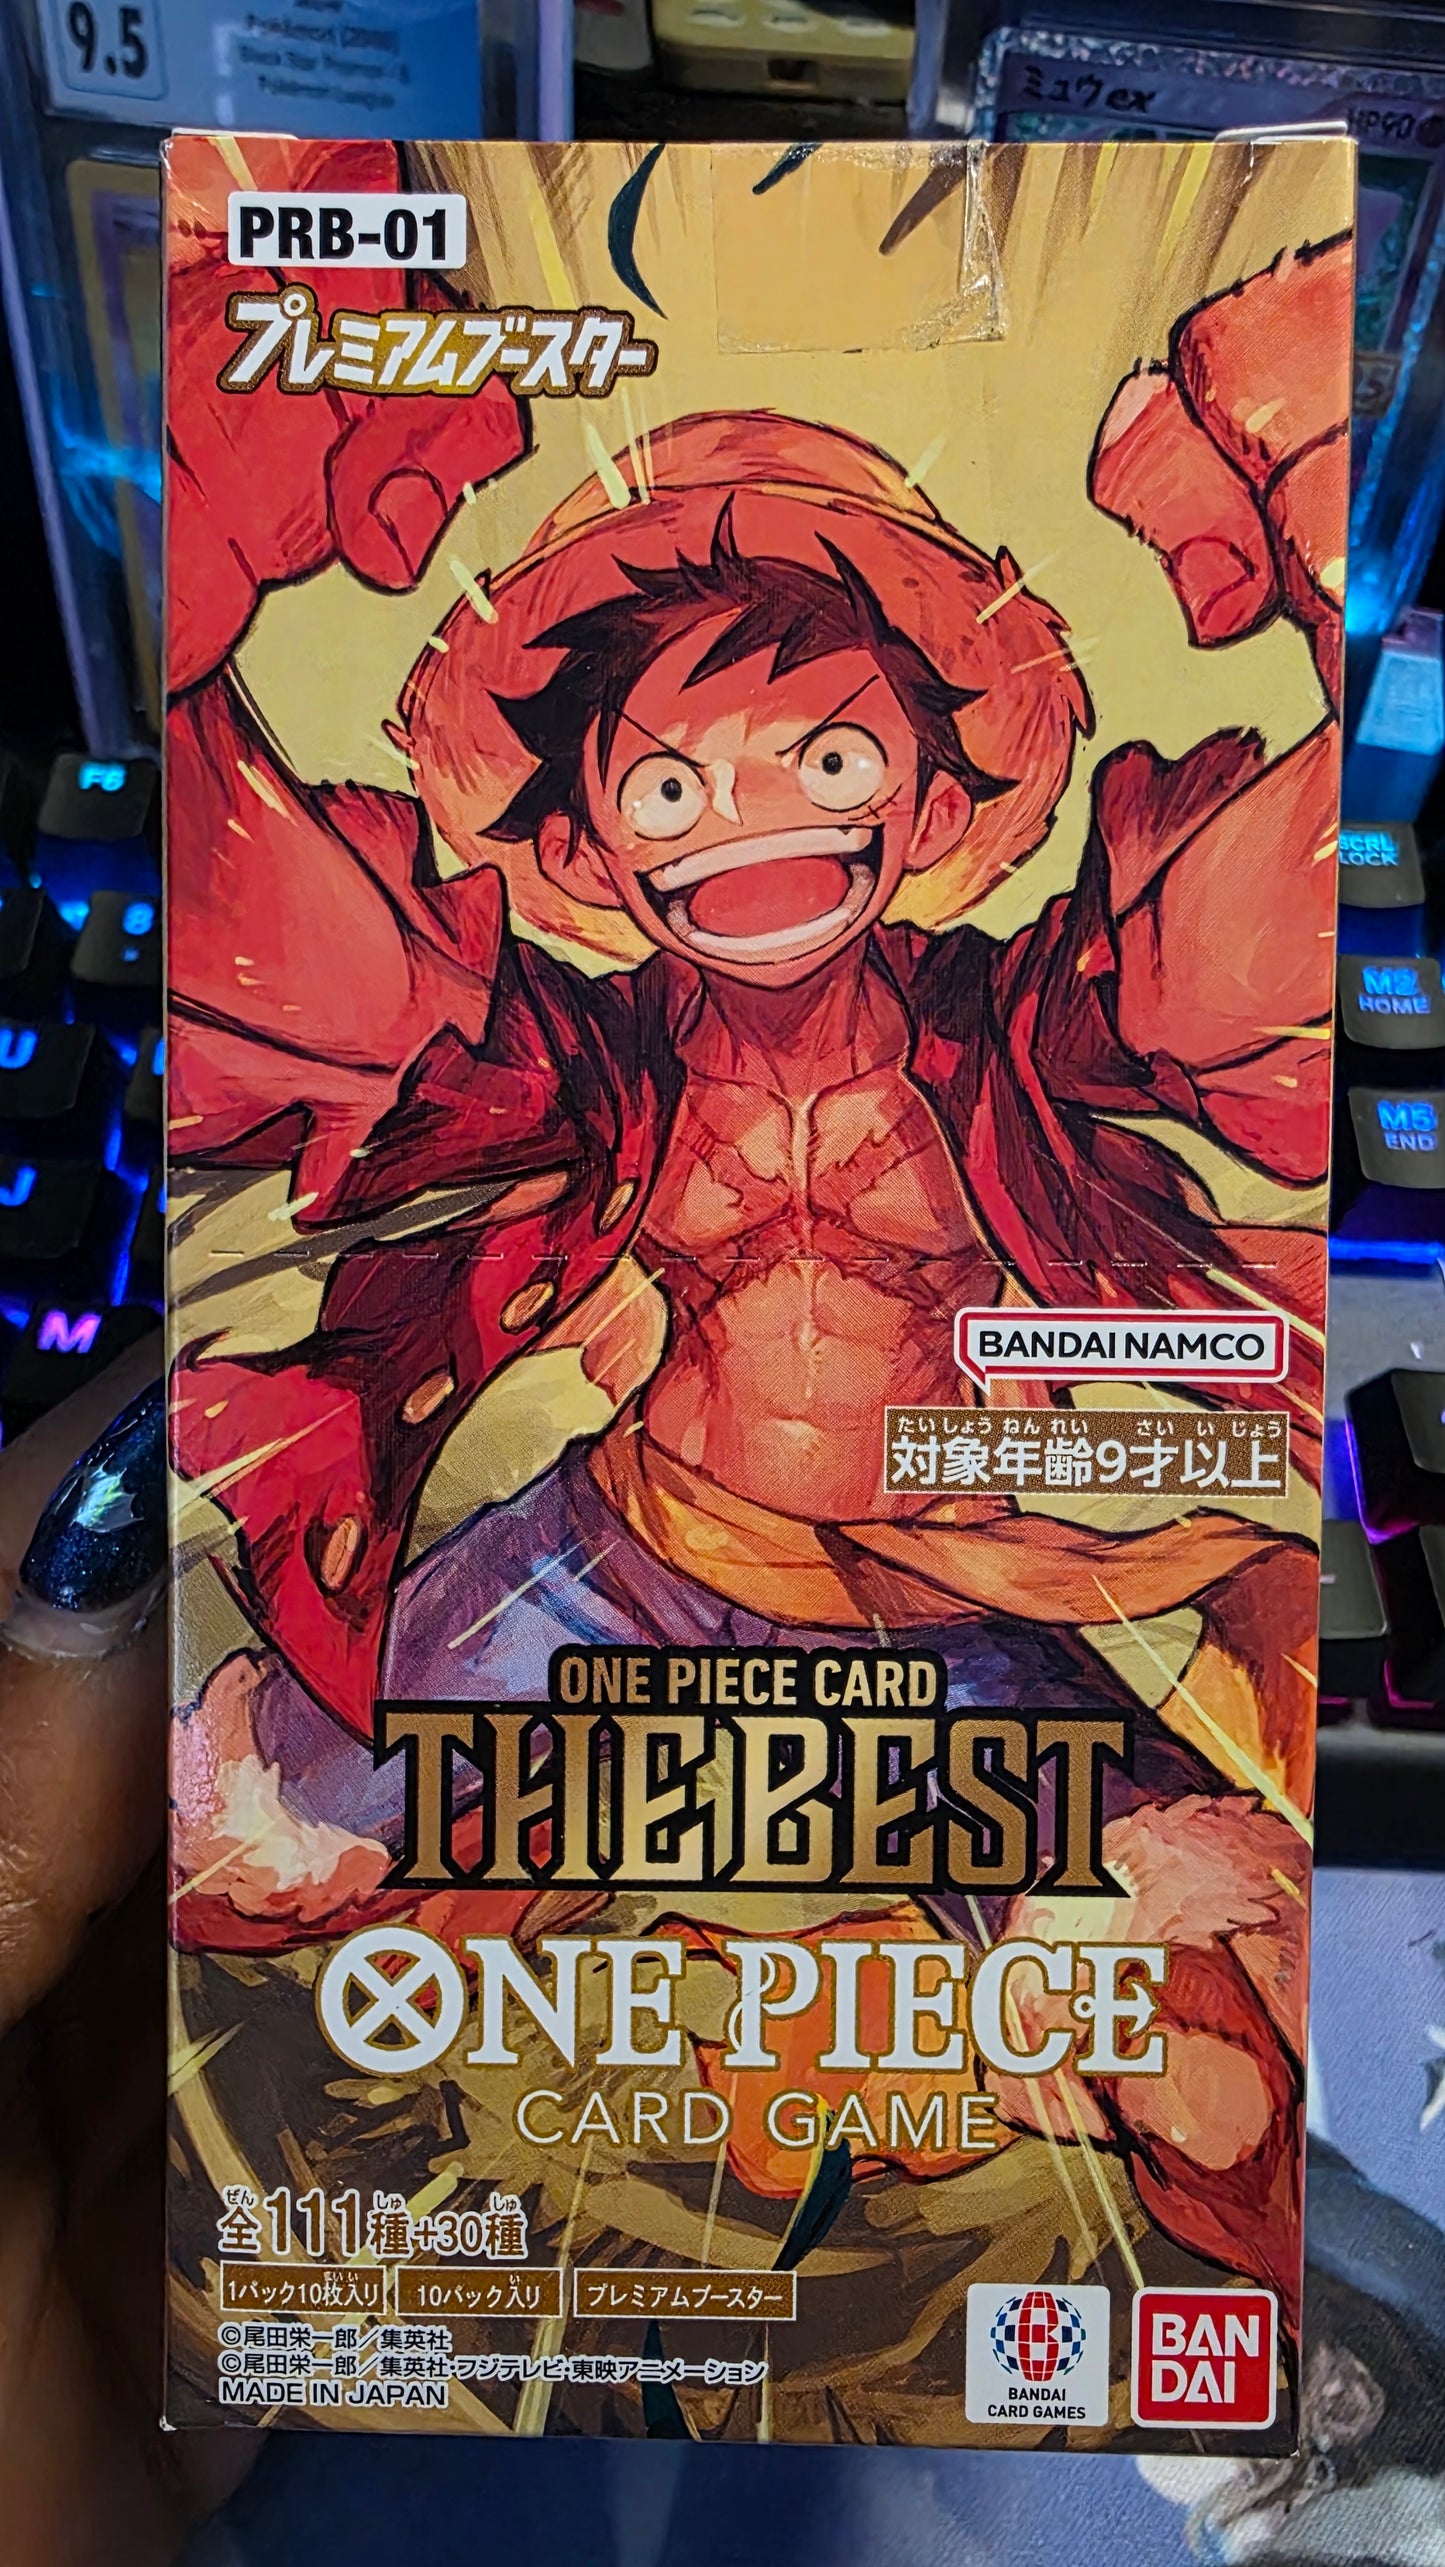 9.5
ミュウex
F6
8
U
J
M
SCRL
LOCK
M2
HOME
M5
END
PRB-01
プレミアムブースター
BANDAI NAMCO
たいしょう ねん れい さい い じょう
対象年齢9才以上
ONE PIECE CARD
THE BEST
ONE PIECE
CARD GAME
ぜん しゅ しゅ
全111種+30種
まい い
1パック10枚入り
い
10パック入り
プレミアムブースター
©尾田栄一郎／集英社
©尾田栄一郎／集英社・フジテレビ・東映アニメーション
MADE IN JAPAN
BANDAI
CARD GAMES
BAN
DAI